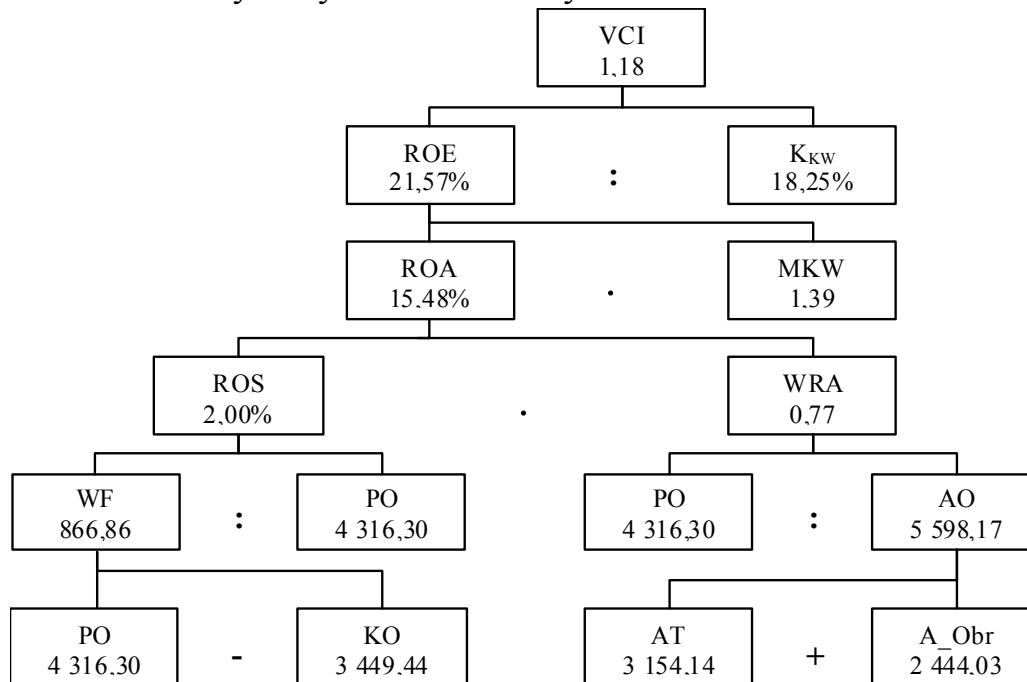 VCI
1,18
ROE
21,57%
:
K_KW
18,25%
ROA
15,48%
.
MKW
1,39
ROS
2,00%
.
WRA
0,77
WF
866,86
:
PO
4 316,30
PO
4 316,30
:
AO
5 598,17
PO
4 316,30
-
KO
3 449,44
AT
3 154,14
+
A_Obr
2 444,03